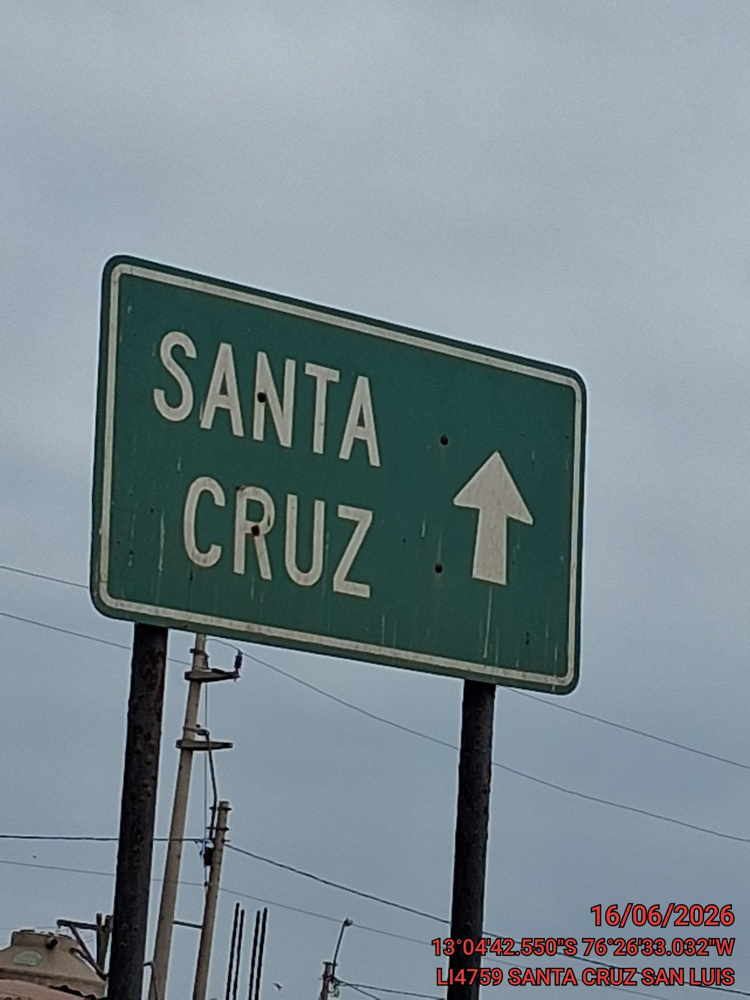 SANTA
CRUZ
16/06/2026
13°04'42.550"S 76°26'33.032"W
LI4759 SANTA CRUZ SAN LUIS